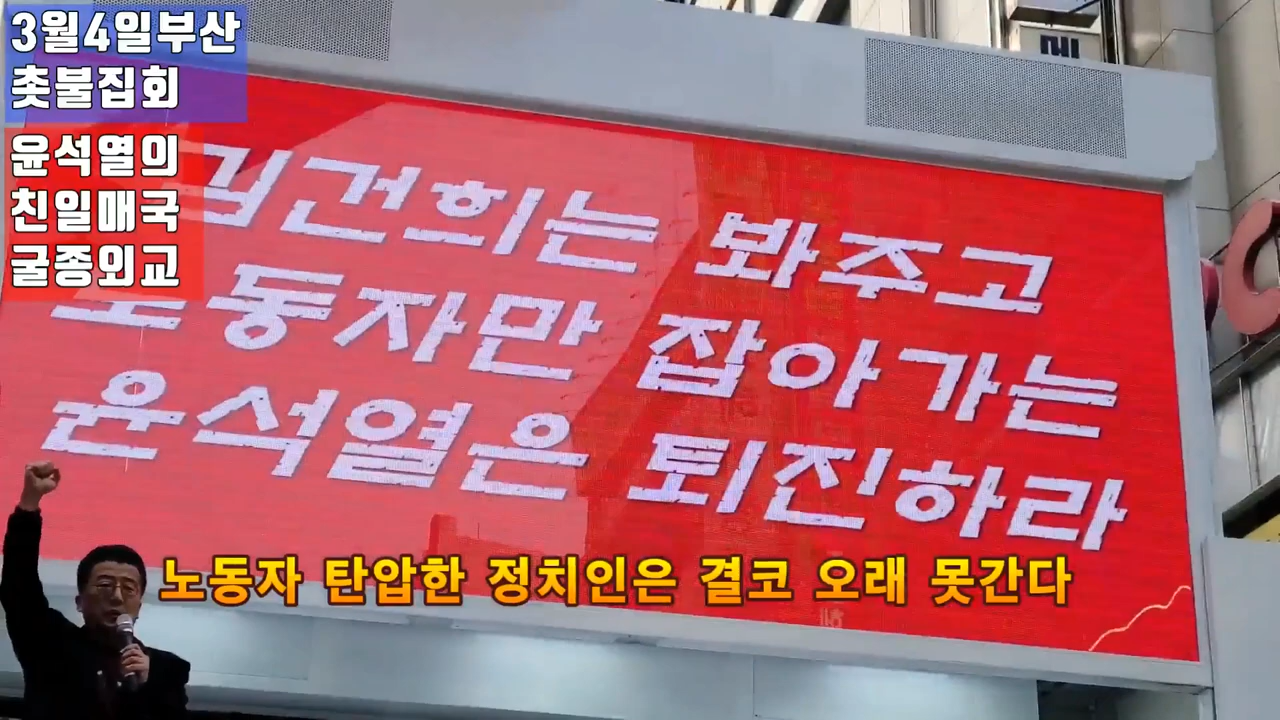 3월4일부산
촛불집회
윤석열의
친일매국
굴종외교
김건희는 봐주고
노동자만 잡아가는
윤석열은 퇴진하라
노동자 탄압한 정치인은 결코 오래 못간다